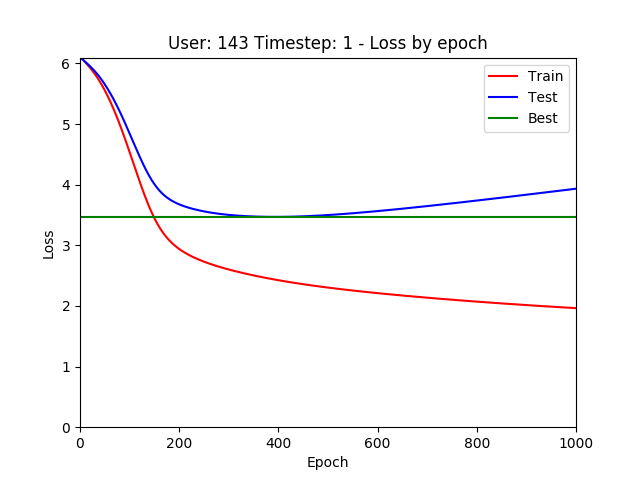 User: 143 Timestep: 1 - Loss by epoch
6
5
4
3
2
1
0
Loss
Train
Test
Best
0 200 400 600 800 1000
Epoch